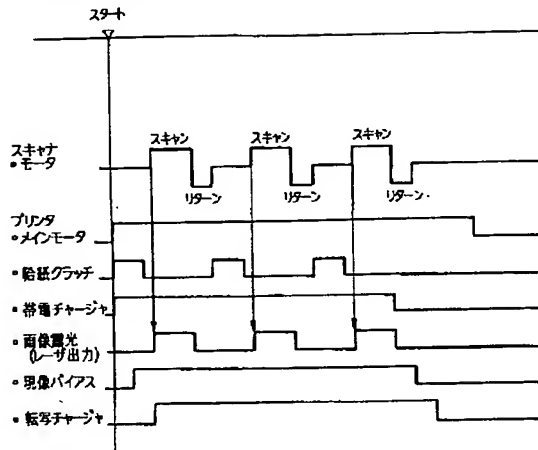 スタート
スキャン スキャン スキャン
スキャナ
・モータ
リターン リターン リターン
プリンタ
・メインモータ
・給紙クラッチ
・帯電チャージャ
・画像露光
(レーザ出力)
・現像バイアス
・転写チャージャ